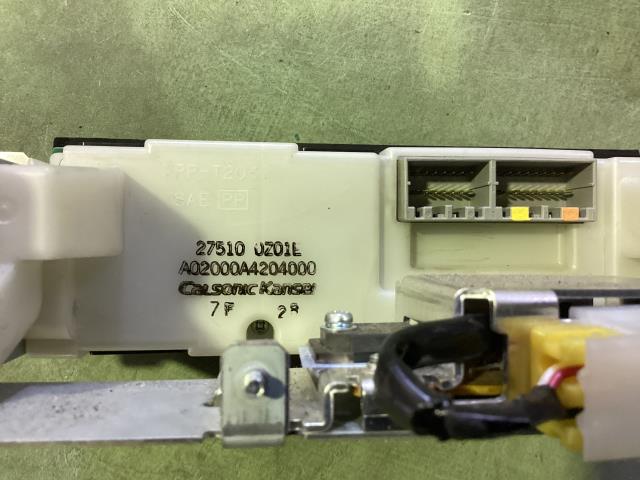 SAE PP
27510 0Z01E
A02000A4204000
Calsonic Kansei
7F 28